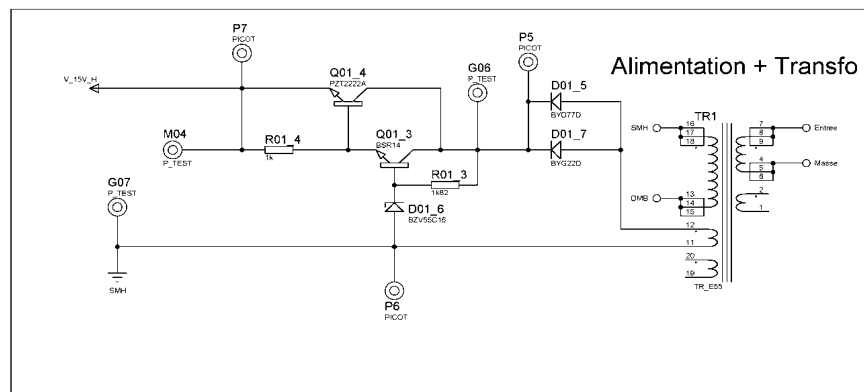 P7
PICOT
V_15V_H
Q01_4
PZT2222A
G06
P_TEST
P5
PICOT
Alimentation + Transfo
D01_5
BYD77D
M04
P_TEST
R01_4
1k
Q01_3
BSR14
D01_7
BYG22D
R01_3
1k82
G07
P_TEST
D01_6
BZV55C16
SMH
P6
PICOT
TR1
SMH
16
17
18
7
8
9
Entree
4
5
6
Masse
OMB
13
14
15
2
1
12
11
20
19
TR_E55